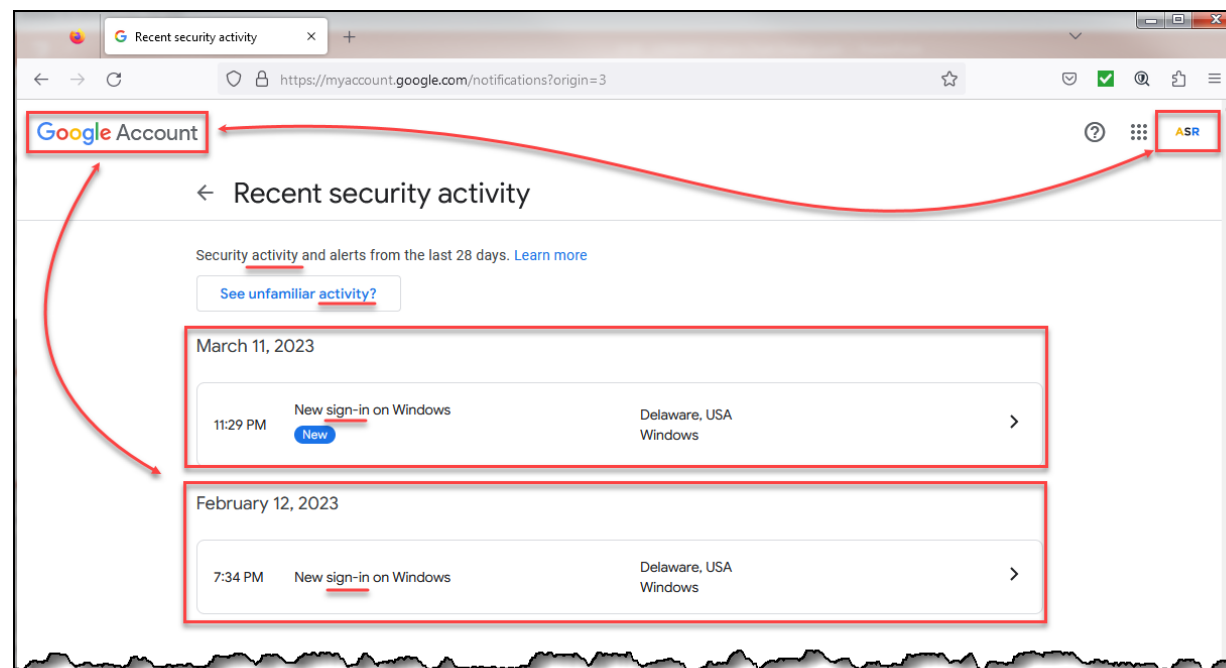 Recent security activity
https://myaccount.google.com/notifications?origin=3
Google Account
ASR
Recent security activity
Security activity and alerts from the last 28 days. Learn more
See unfamiliar activity?
March 11, 2023
11:29 PM New sign-in on Windows Delaware, USA
New Windows
February 12, 2023
7:34 PM New sign-in on Windows Delaware, USA
Windows